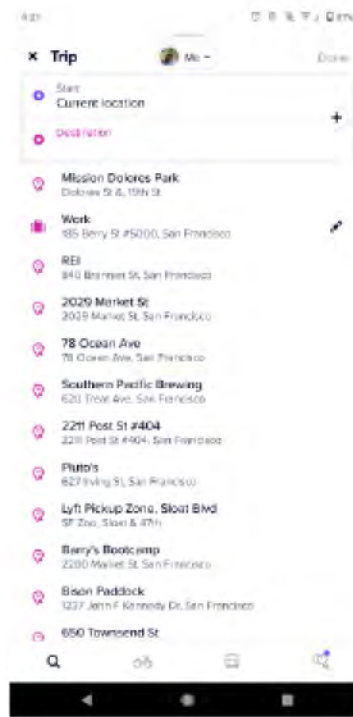 Trip
Me
Done
Start
Current location
Destination
Mission Dolores Park
Dolores St &, 19th St
Work
185 Berry St #5000, San Francisco
REI
840 Brannan St, San Francisco
2029 Market St
2029 Market St, San Francisco
78 Ocean Ave
78 Ocean Ave, San Francisco
Southern Pacific Brewing
620 Treat Ave, San Francisco
2211 Post St #404
2211 Post St #404, San Francisco
Pluto's
627 Irving St, San Francisco
Lyft Pickup Zone, Sloat Blvd
SF Zoo, Sloat & 47th
Barry's Bootcamp
2280 Market St, San Francisco
Bison Paddock
1237 John F Kennedy Dr, San Francisco
650 Townsend St